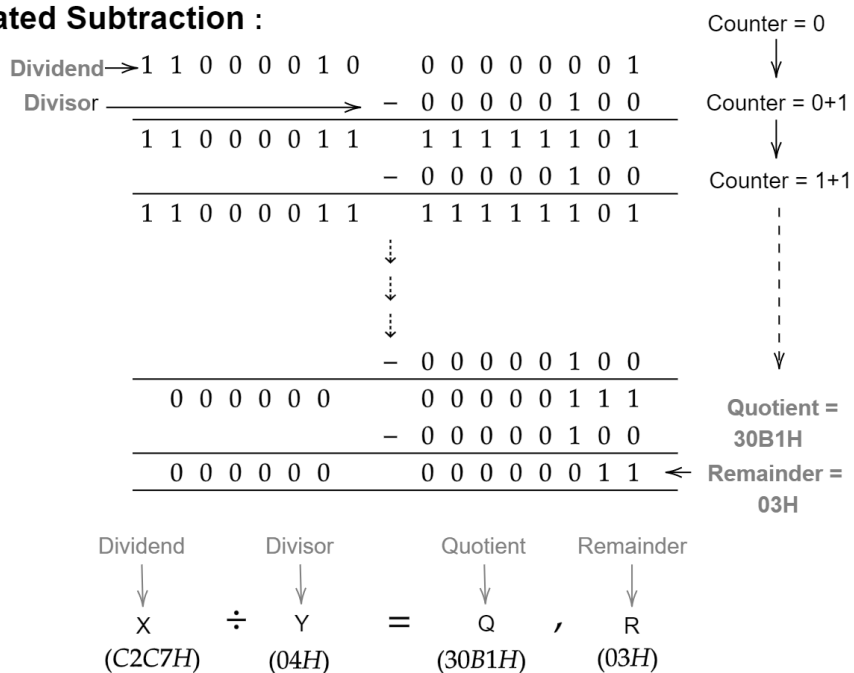 ated Subtraction :
Counter = 0
Dividend 1 1 0 0 0 0 1 0 0 0 0 0 0 0 0 1
Divisor – 0 0 0 0 0 1 0 0 Counter = 0+1
1 1 0 0 0 0 1 1 1 1 1 1 1 1 0 1
– 0 0 0 0 0 1 0 0 Counter = 1+1
1 1 0 0 0 0 1 1 1 1 1 1 1 1 0 1
– 0 0 0 0 0 1 0 0
0 0 0 0 0 0 0 0 0 0 0 1 1 1 Quotient =
– 0 0 0 0 0 1 0 0 30B1H
0 0 0 0 0 0 0 0 0 0 0 0 1 1 Remainder =
03H
Dividend Divisor Quotient Remainder
X ÷ Y = Q , R
(C2C7H) (04H) (30B1H) (03H)